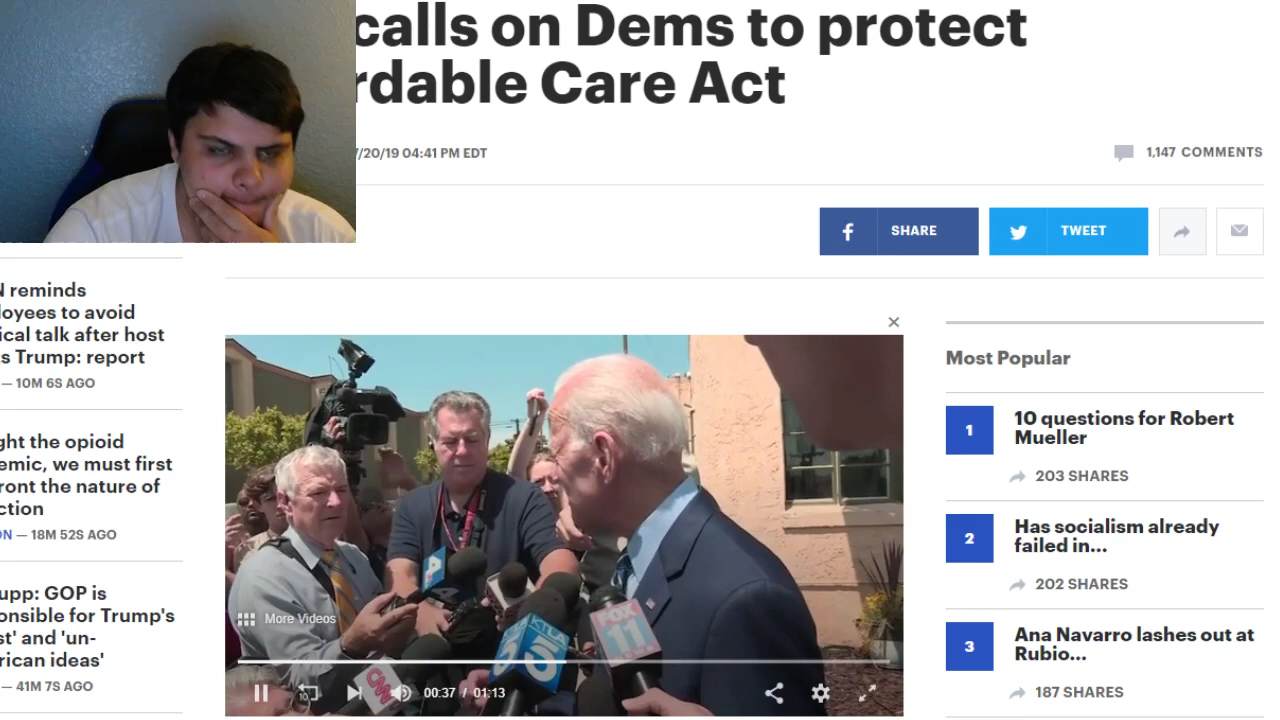 calls on Dems to protect
rdable Care Act
7/20/19 04:41 PM EDT
1,147 COMMENTS
SHARE
TWEET
N reminds
loyees to avoid
ical talk after host
s Trump: report
— 10M 6S AGO
ght the opioid
emic, we must first
ront the nature of
ction
ON — 18M 52S AGO
upp: GOP is
onsible for Trump's
st' and 'un-
rican ideas'
— 41M 7S AGO
More Videos
4
KTLA
5
FOX
11
CNN
10
00:37 / 01:13
Most Popular
1
10 questions for Robert
Mueller
203 SHARES
2
Has socialism already
failed in...
202 SHARES
3
Ana Navarro lashes out at
Rubio...
187 SHARES